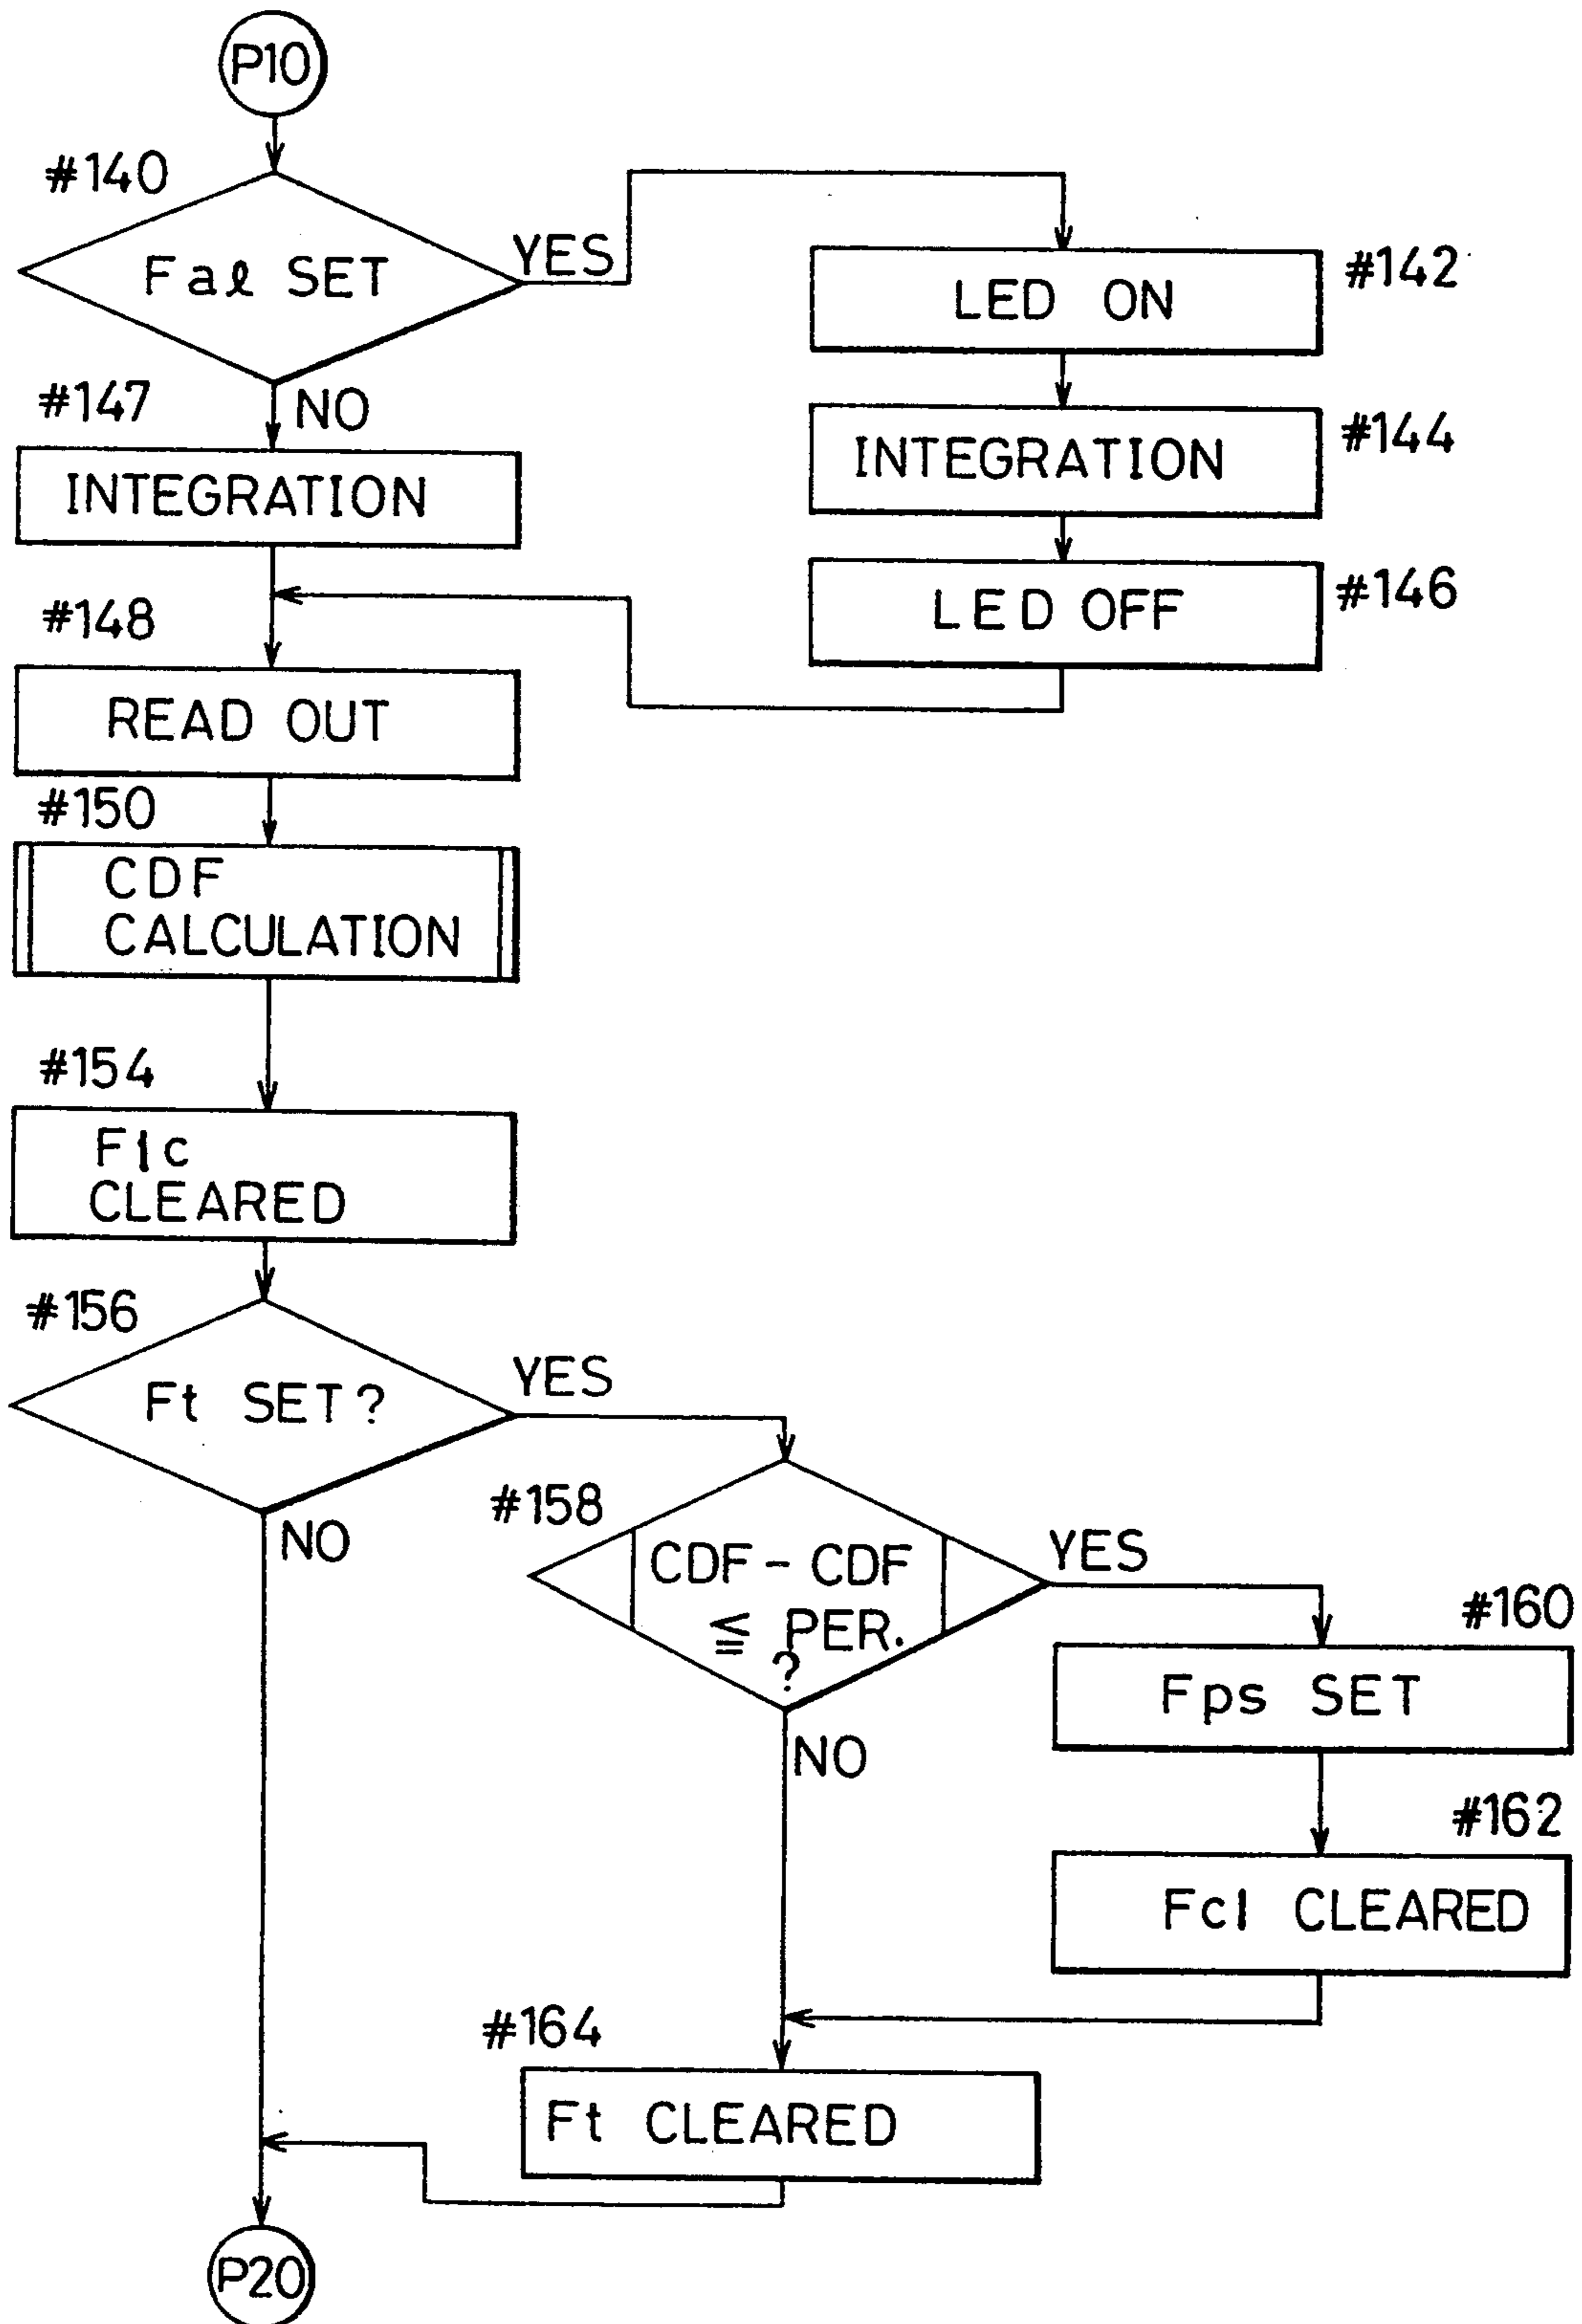 P10
#140
Fal SET
YES
NO
LED ON
#142
INTEGRATION
#144
LED OFF
#146
#147
INTEGRATION
#148
READ OUT
#150
CDF
CALCULATION
#154
Flc
CLEARED
#156
Ft SET?
YES
NO
#158
CDF - CDF
≦ PER.
?
YES
NO
#160
Fps SET
#162
Fcl CLEARED
#164
Ft CLEARED
P20